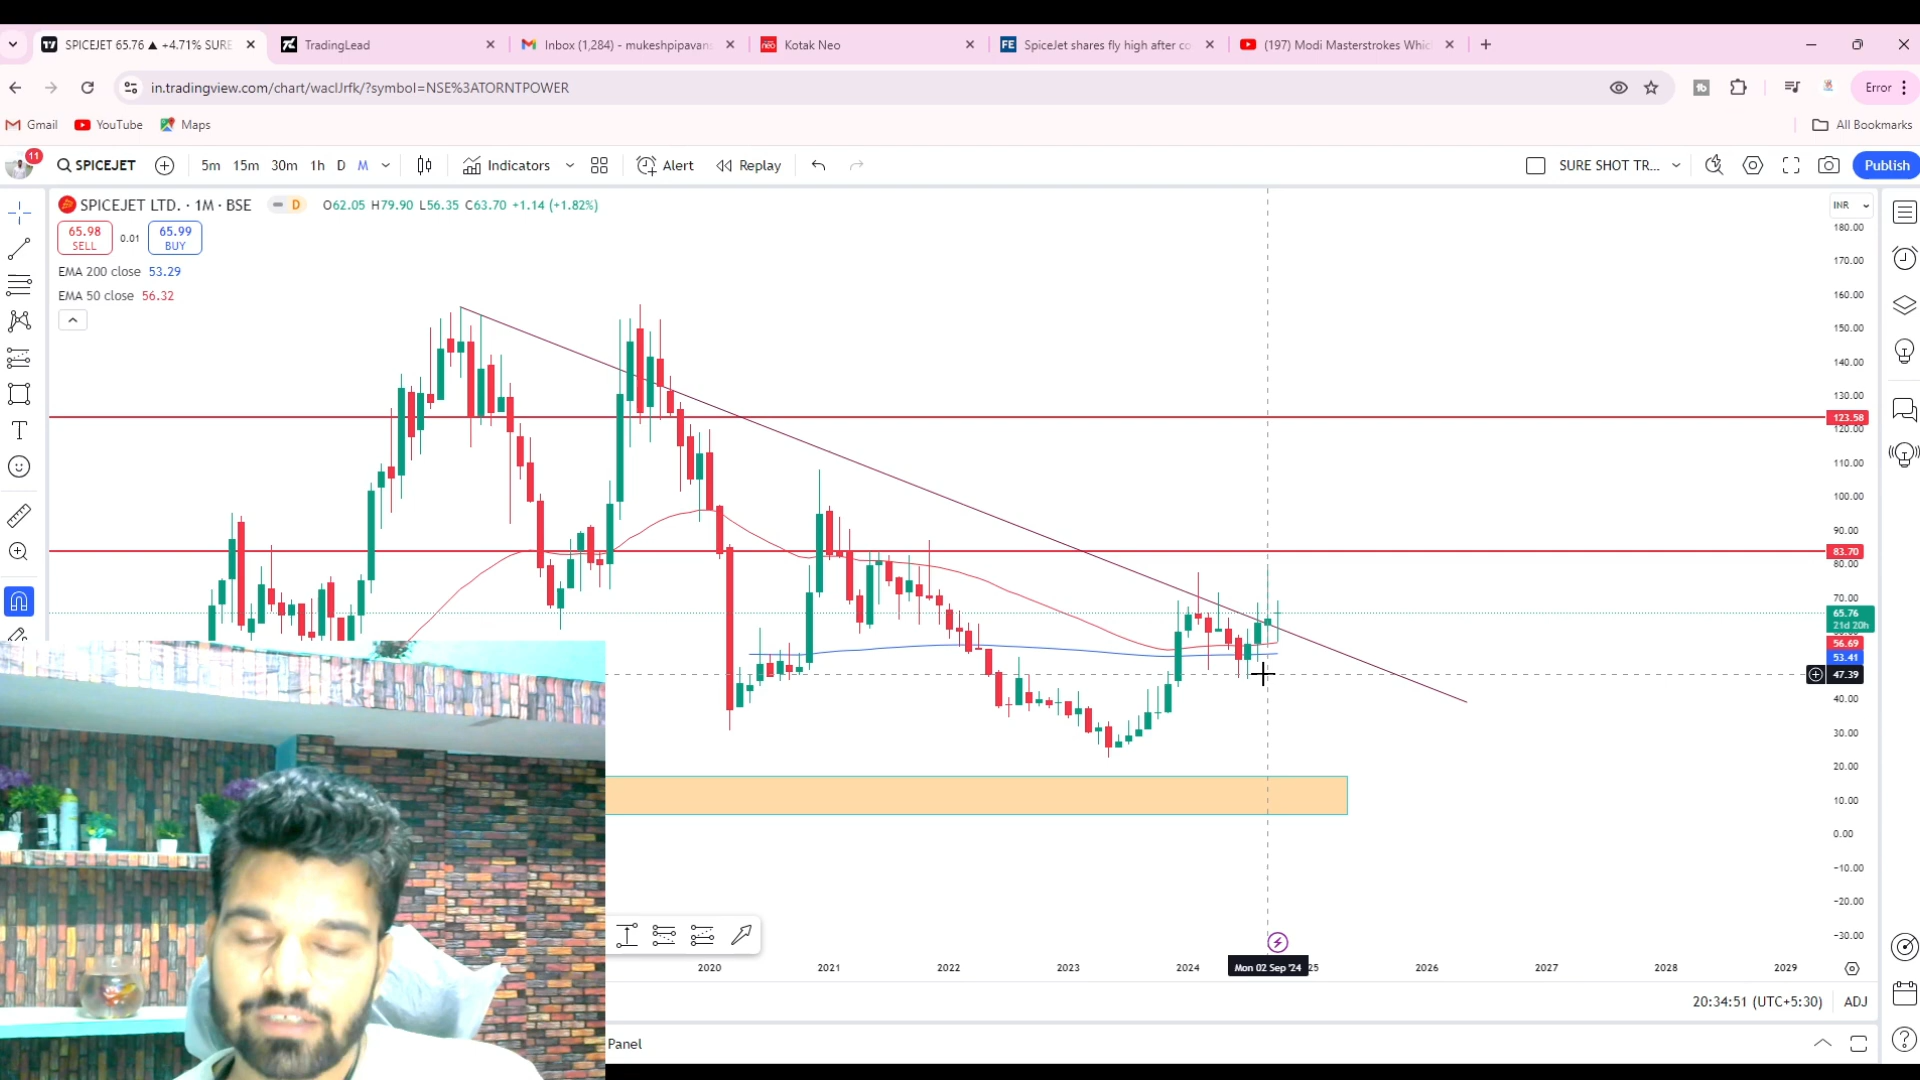 SPICEJET 65.76 ▲ +4.71% SURE
TradingLead
Inbox (1,284) - mukeshpipavan
Kotak Neo
SpiceJet shares fly high after co
(197) Modi Masterstrokes Whic
in.tradingview.com/chart/waclJrfk/?symbol=NSE%3ATORNTPOWER
Error
Gmail
YouTube
Maps
All Bookmarks
11
SPICEJET
5m 15m 30m 1h D M
Indicators
Alert
Replay
SURE SHOT TR...
Publish
SPICEJET LTD. · 1M · BSE
D
O62.05 H79.90 L56.35 C63.70 +1.14 (+1.82%)
INR
65.98
SELL
0.01
65.99
BUY
EMA 200 close 53.29
EMA 50 close 56.32
180.00
170.00
160.00
150.00
140.00
130.00
123.58
120.00
110.00
100.00
90.00
83.70
80.00
70.00
65.76
21d 20h
56.69
53.41
47.39
40.00
30.00
20.00
10.00
0.00
-10.00
-20.00
-30.00
2020
2021
2022
2023
2024
Mon 02 Sep '24
25
2026
2027
2028
2029
20:34:51 (UTC+5:30)
ADJ
Panel